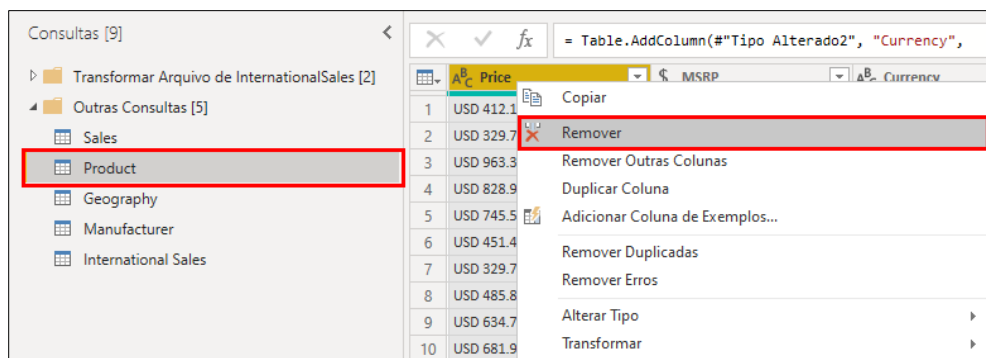 Consultas [9]
fx
= Table.AddColumn(#"Tipo Alterado2", "Currency",
Transformar Arquivo de InternationalSales [2]
Outras Consultas [5]
Sales
Product
Geography
Manufacturer
International Sales
ABC Price
$ MSRP
ABC Currency
1 USD 412.1
2 USD 329.7
3 USD 963.3
4 USD 828.9
5 USD 745.5
6 USD 451.4
7 USD 329.7
8 USD 485.8
9 USD 634.7
10 USD 681.9
Copiar
Remover
Remover Outras Colunas
Duplicar Coluna
Adicionar Coluna de Exemplos...
Remover Duplicadas
Remover Erros
Alterar Tipo
Transformar